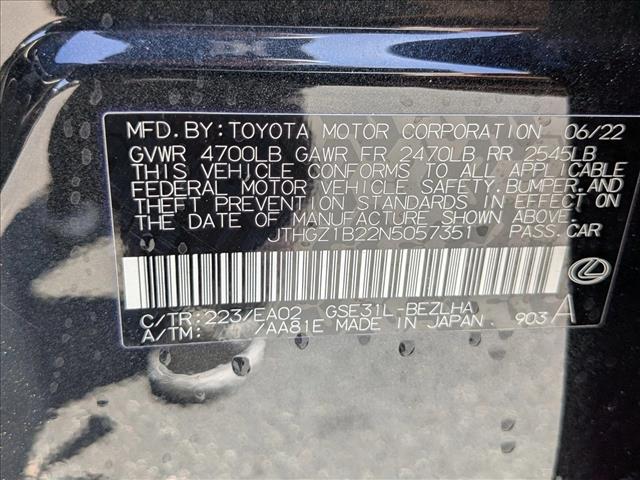 MFD. BY: TOYOTA MOTOR CORPORATION 06/22
GVWR 4700LB GAWR FR 2470LB RR 2545LB
THIS VEHICLE CONFORMS TO ALL APPLICABLE
FEDERAL MOTOR VEHICLE SAFETY, BUMPER, AND
THEFT PREVENTION STANDARDS IN EFFECT ON
THE DATE OF MANUFACTURE SHOWN ABOVE.
JTHGZ1B22N5057351 PASS.CAR
C/TR: 223/EA02 GSE31L-BEZLHA A
A/TM: /AA81E MADE IN JAPAN. 903